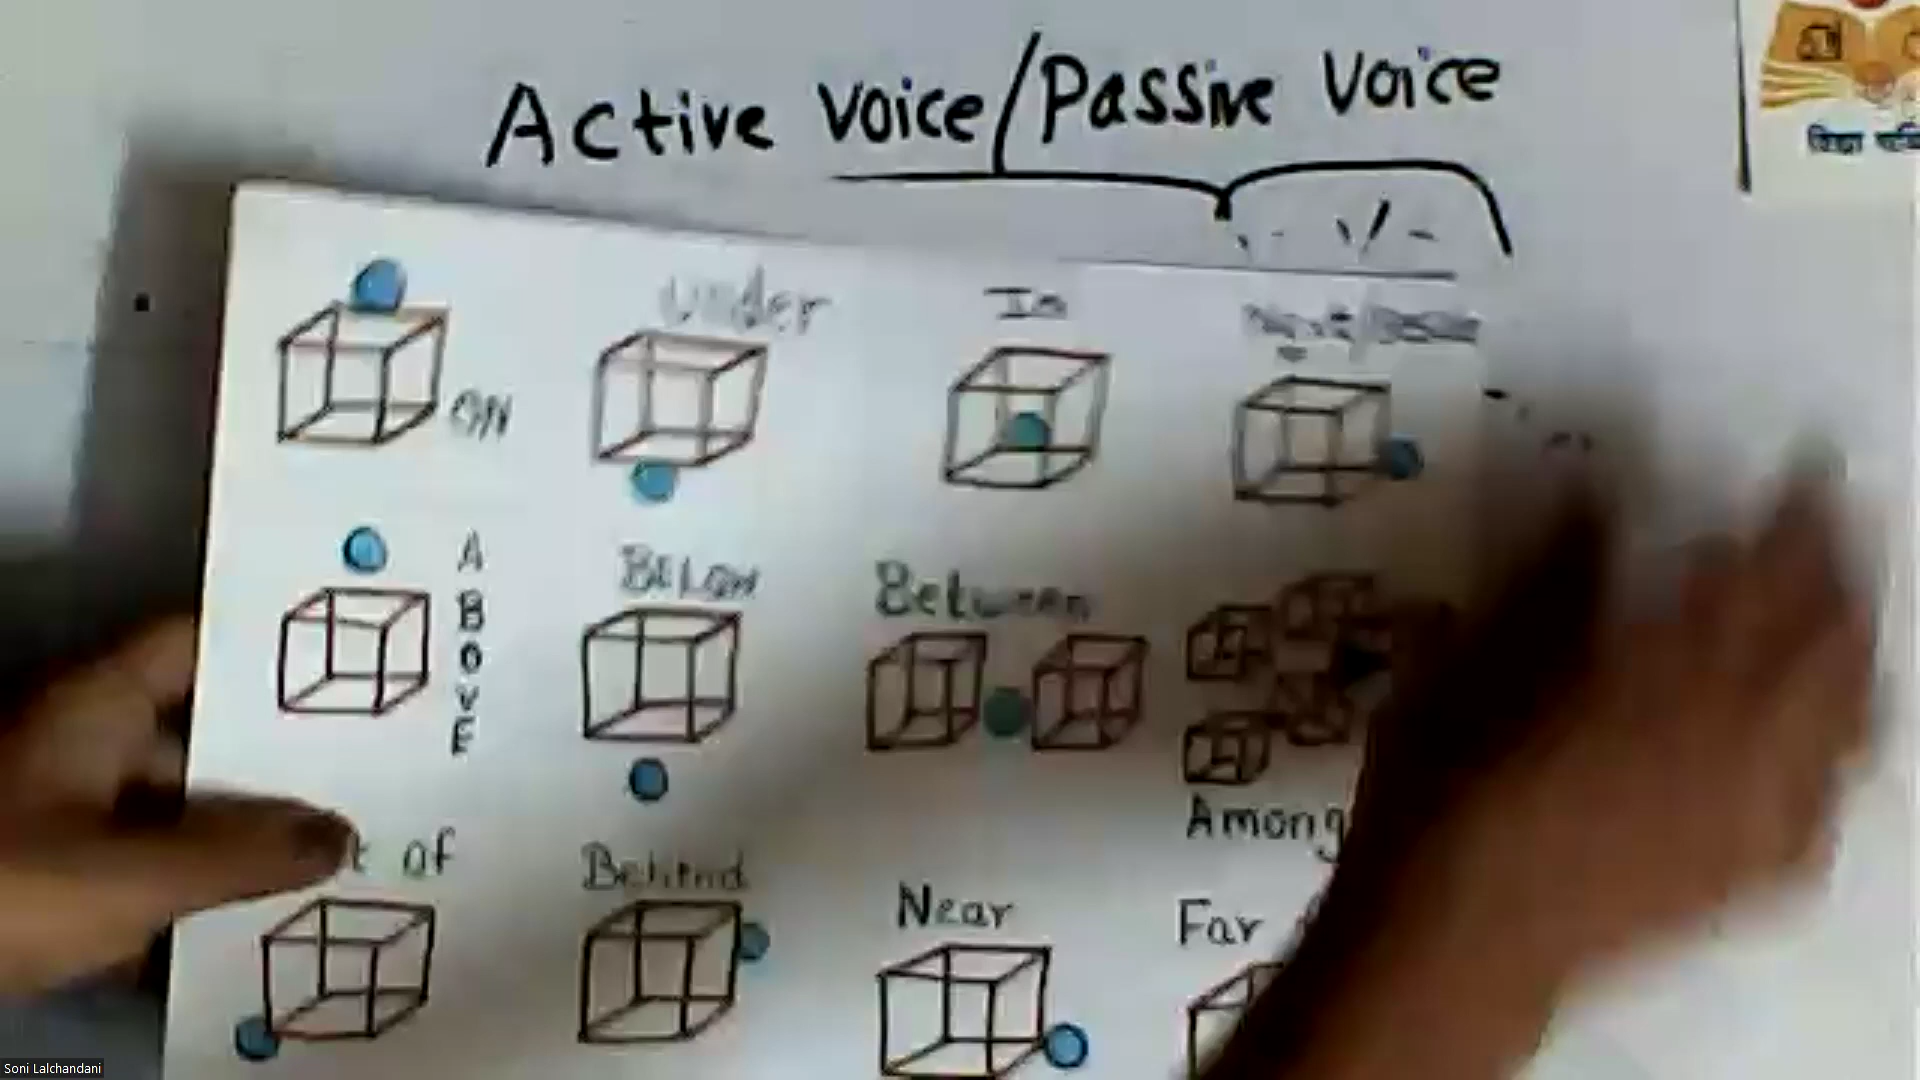 Active Voice/Passive Voice
Under
In
ON
A
B
O
V
E
BELOW
Between
Among
of
Behind
Near
Far
Soni Lalchandani